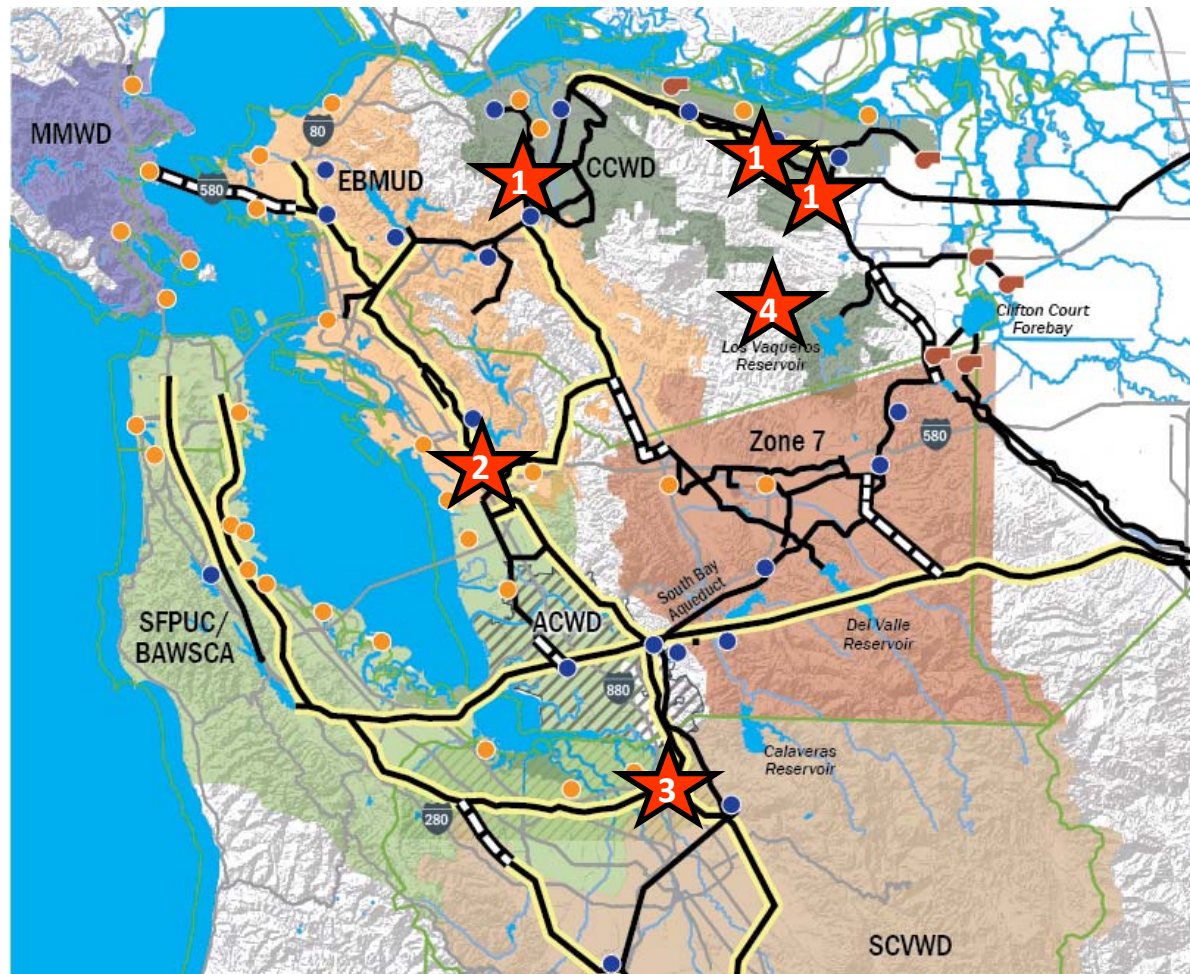 MMWD
80
580
EBMUD
1
CCWD
1
1
4
Los Vaqueros
Reservoir
Clifton Court
Forebay
2
Zone 7
580
South Bay
Aqueduct
SFPUC/
BAWSCA
ACWD
880
Del Valle
Reservoir
Calaveras
Reservoir
3
280
SCVWD